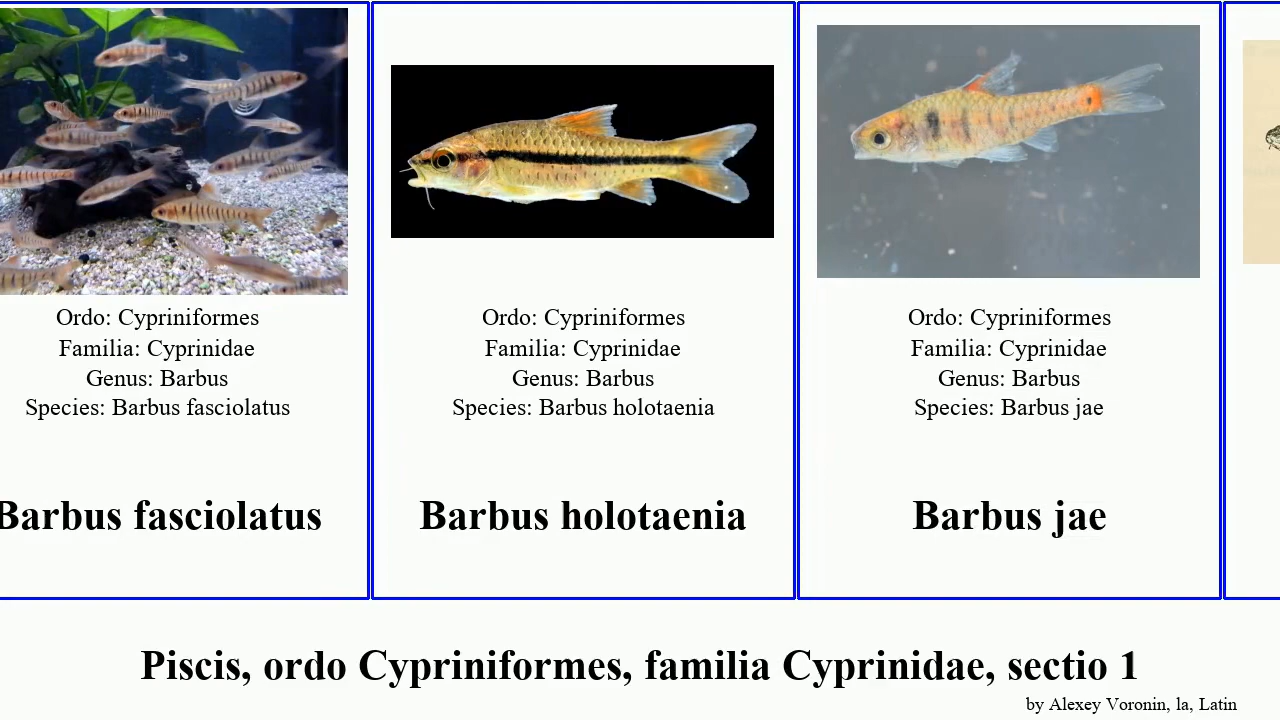 Ordo: Cypriniformes
Familia: Cyprinidae
Genus: Barbus
Species: Barbus fasciolatus
Barbus fasciolatus
Ordo: Cypriniformes
Familia: Cyprinidae
Genus: Barbus
Species: Barbus holotaenia
Barbus holotaenia
Ordo: Cypriniformes
Familia: Cyprinidae
Genus: Barbus
Species: Barbus jae
Barbus jae
Piscis, ordo Cypriniformes, familia Cyprinidae, sectio 1
by Alexey Voronin, la, Latin